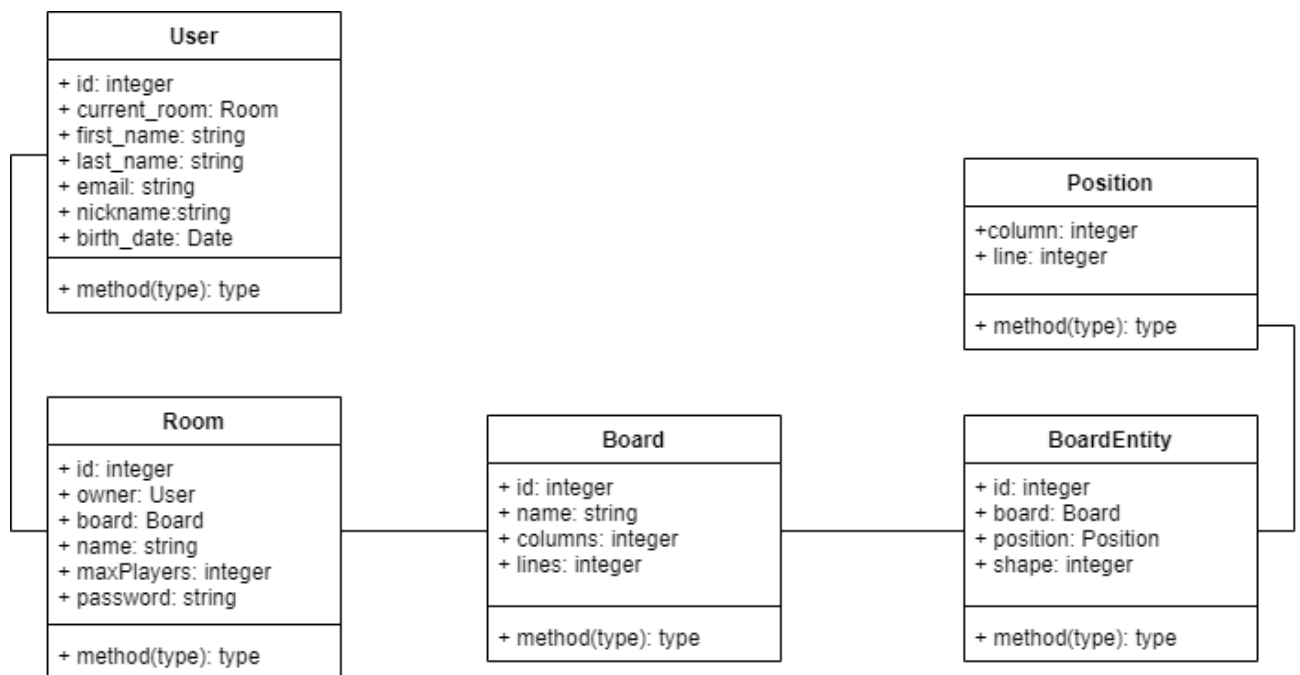 User
+ id: integer
+ current_room: Room
+ first_name: string
+ last_name: string
+ email: string
+ nickname:string
+ birth_date: Date
+ method(type): type
Position
+column: integer
+ line: integer
+ method(type): type
Room
+ id: integer
+ owner: User
+ board: Board
+ name: string
+ maxPlayers: integer
+ password: string
+ method(type): type
Board
+ id: integer
+ name: string
+ columns: integer
+ lines: integer
+ method(type): type
BoardEntity
+ id: integer
+ board: Board
+ position: Position
+ shape: integer
+ method(type): type